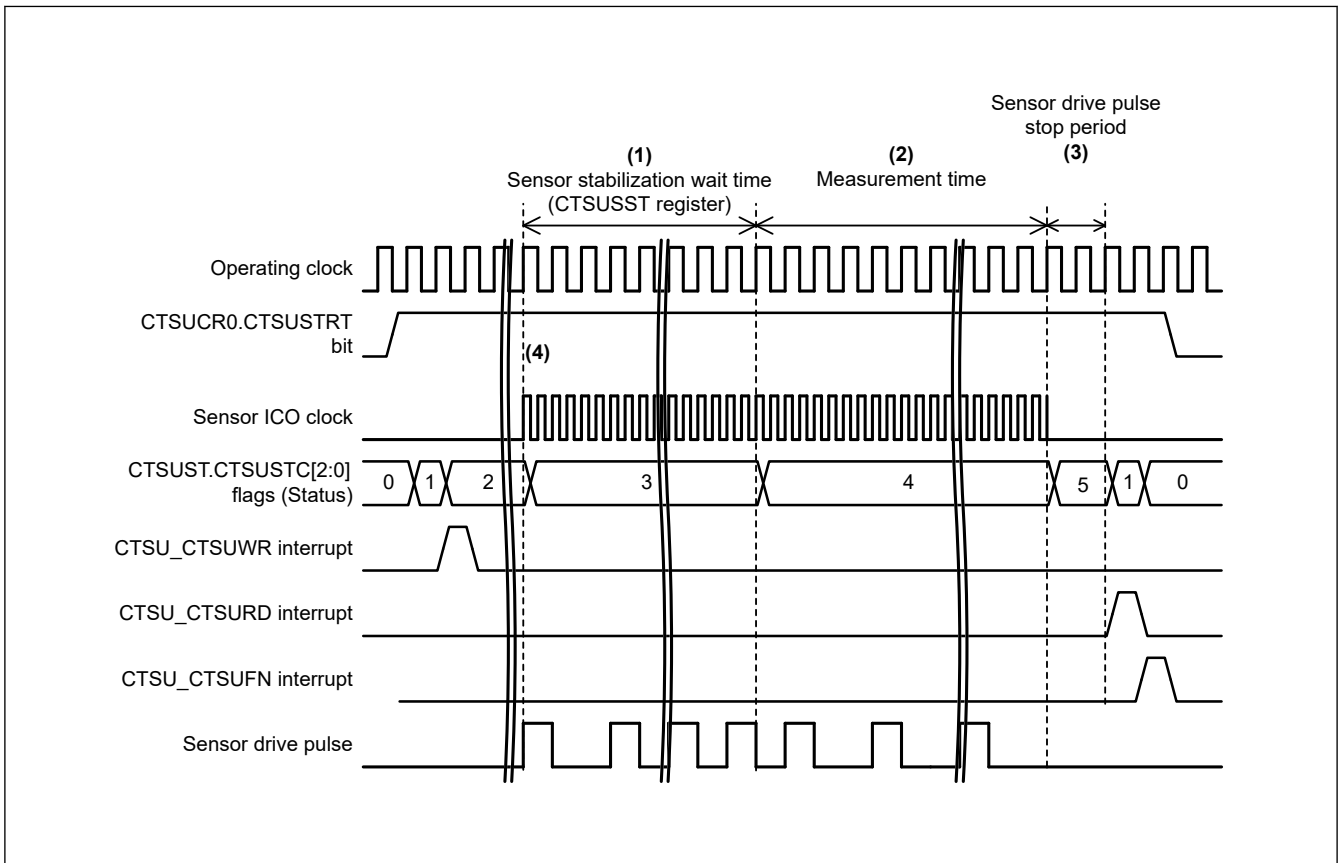 Sensor drive pulse
stop period
(3)
(1)
Sensor stabilization wait time
(CTSUSST register)
(2)
Measurement time
Operating clock
CTSUCR0.CTSUSTRT
bit
(4)
Sensor ICO clock
CTSUST.CTSUSTC[2:0]
flags (Status)
0 1 2 3 4 5 1 0
CTSU_CTSUWR interrupt
CTSU_CTSURD interrupt
CTSU_CTSUFN interrupt
Sensor drive pulse